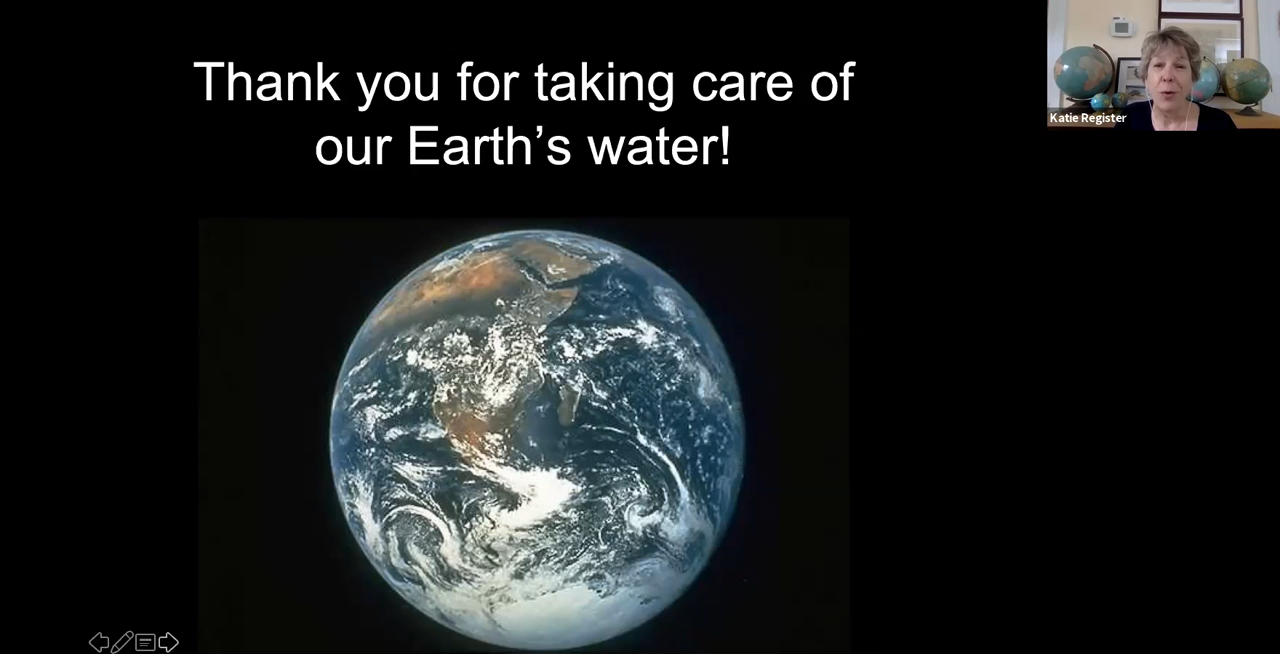 Thank you for taking care of
our Earth’s water!
Katie Register